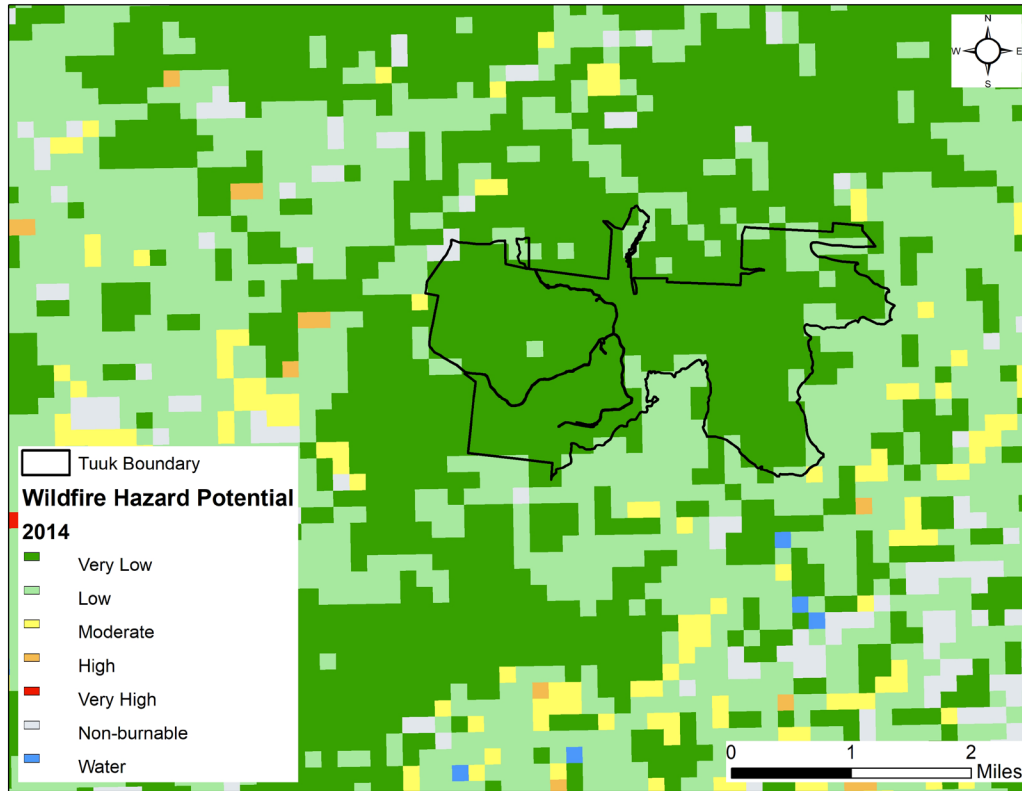 N
W E
S
Tuuk Boundary
Wildfire Hazard Potential
2014
Very Low
Low
Moderate
High
Very High
Non-burnable
Water
0 1 2
Miles